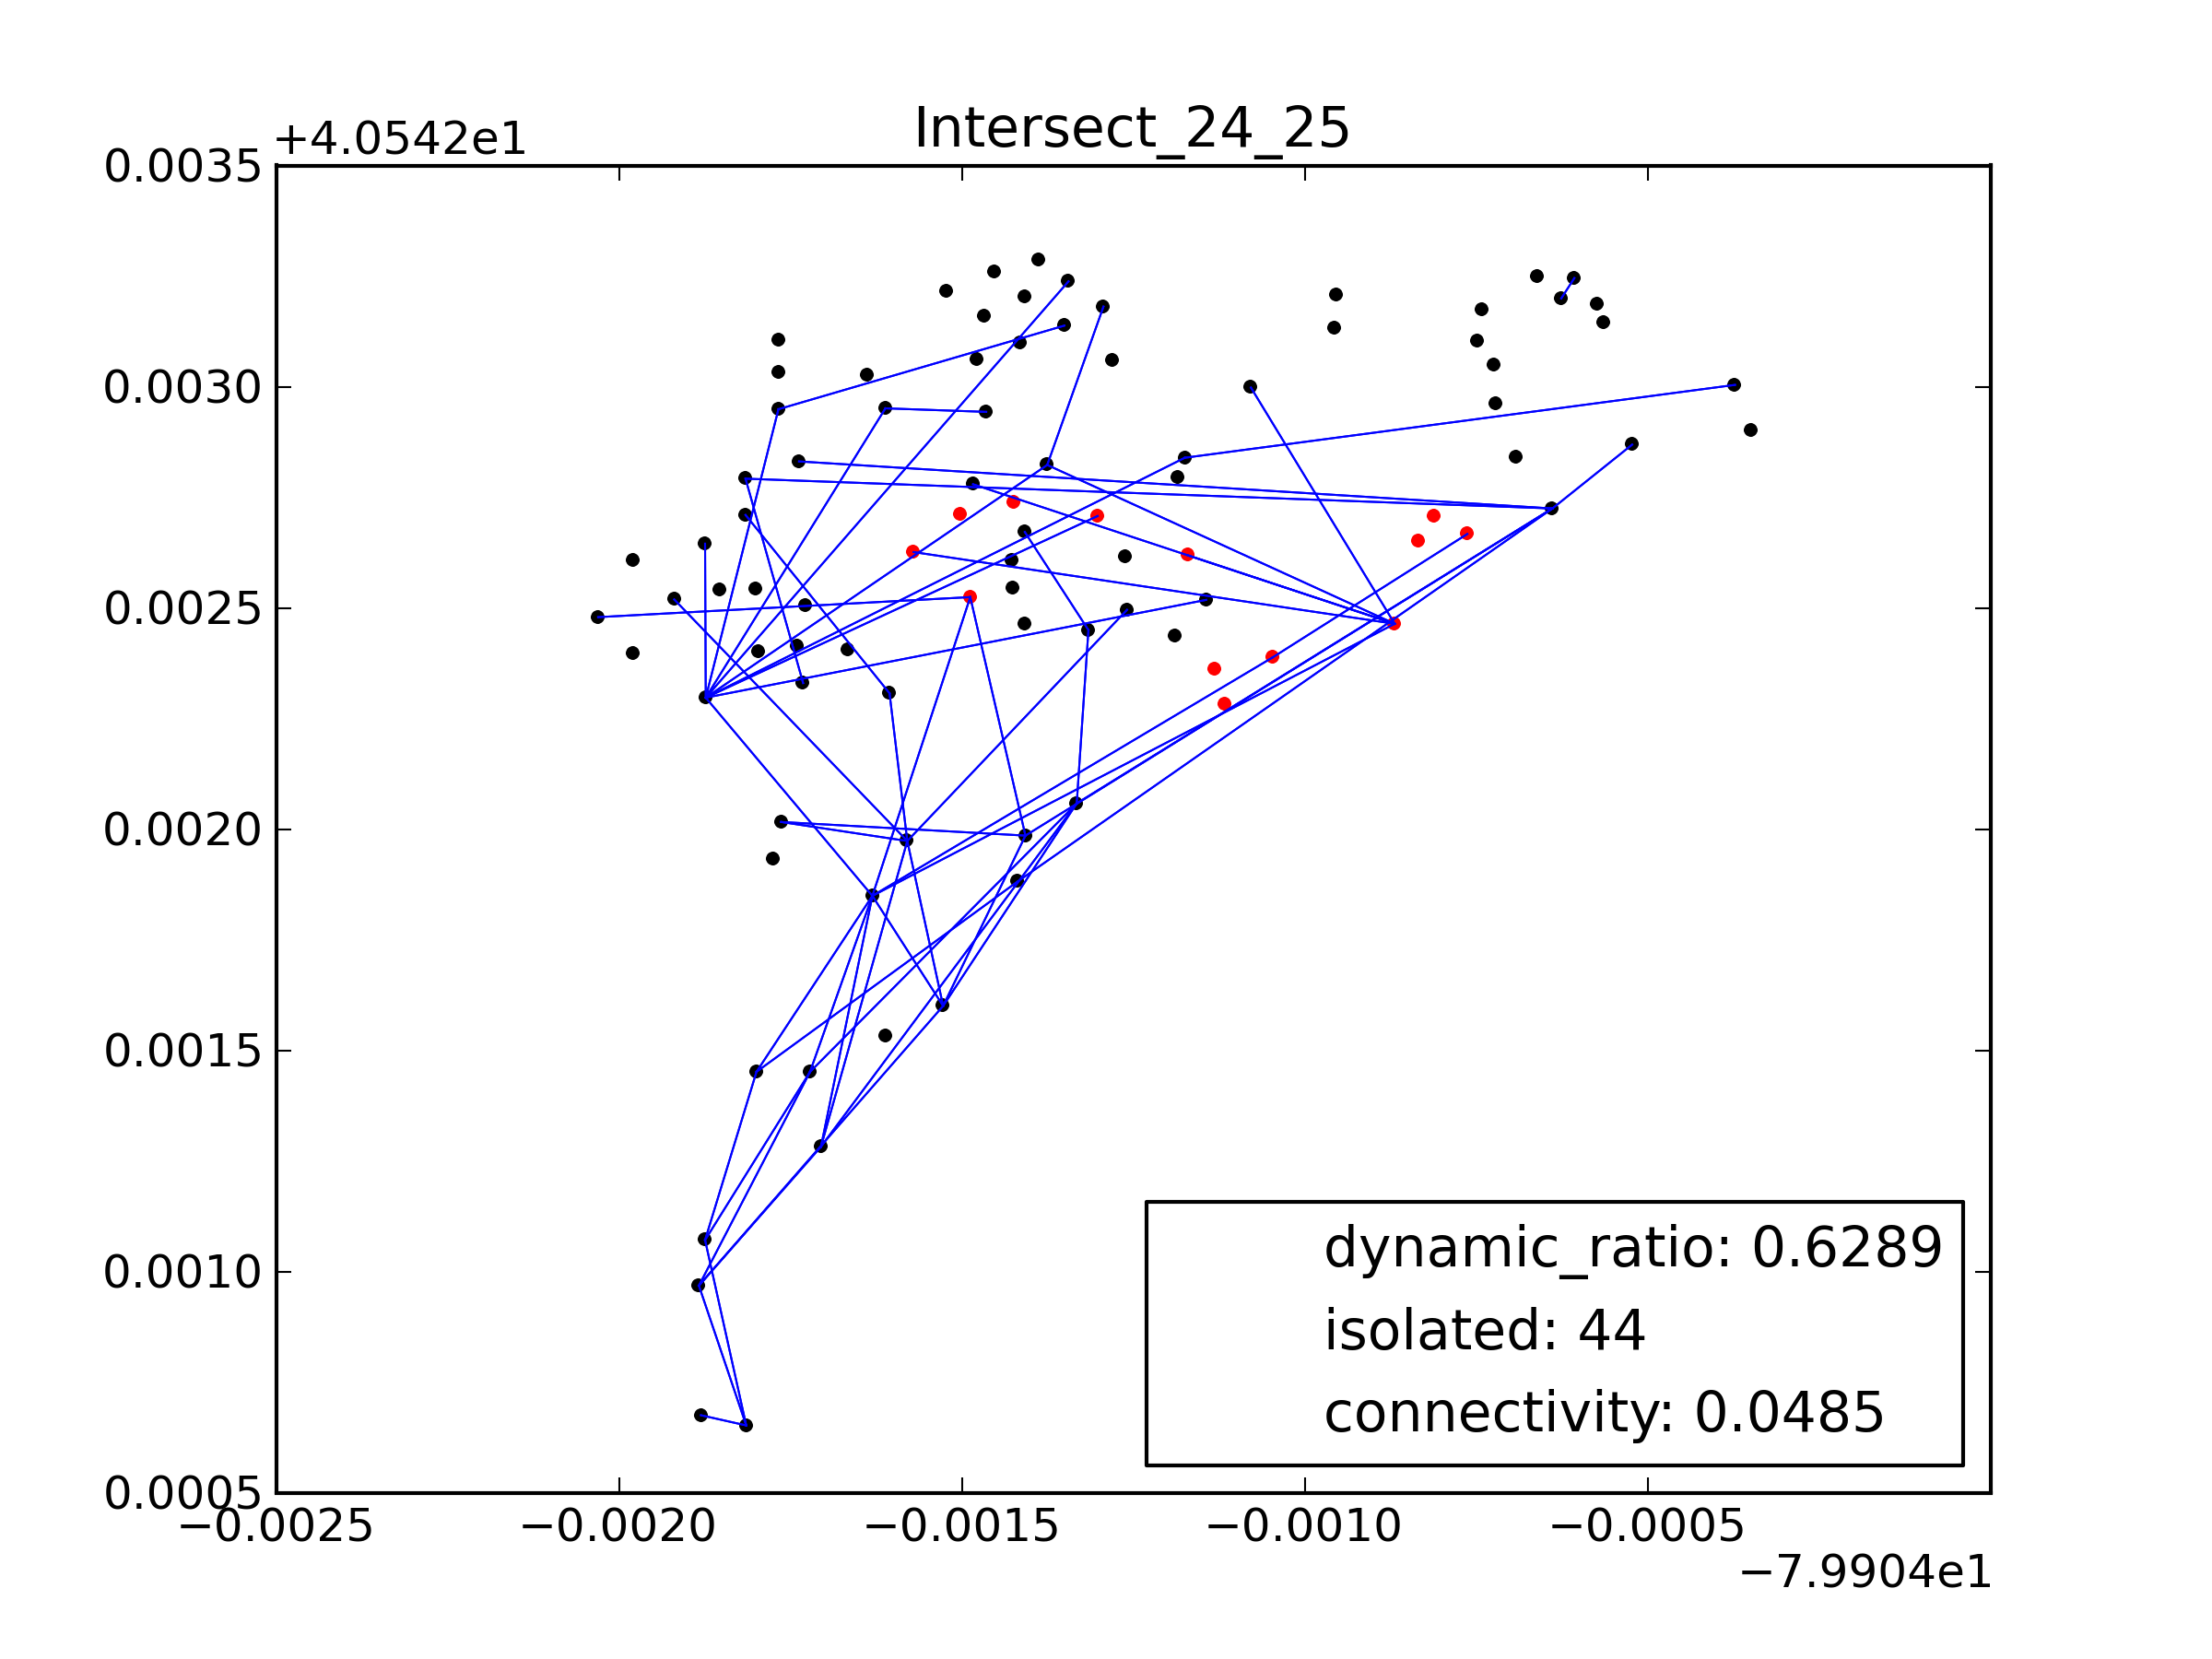 Intersect_24_25
+4.0542e1
0.0035
0.0030
0.0025
0.0020
0.0015
0.0010
0.0005
dynamic_ratio: 0.6289
isolated: 44
connectivity: 0.0485
−0.0025 −0.0020 −0.0015 −0.0010 −0.0005
−7.9904e1